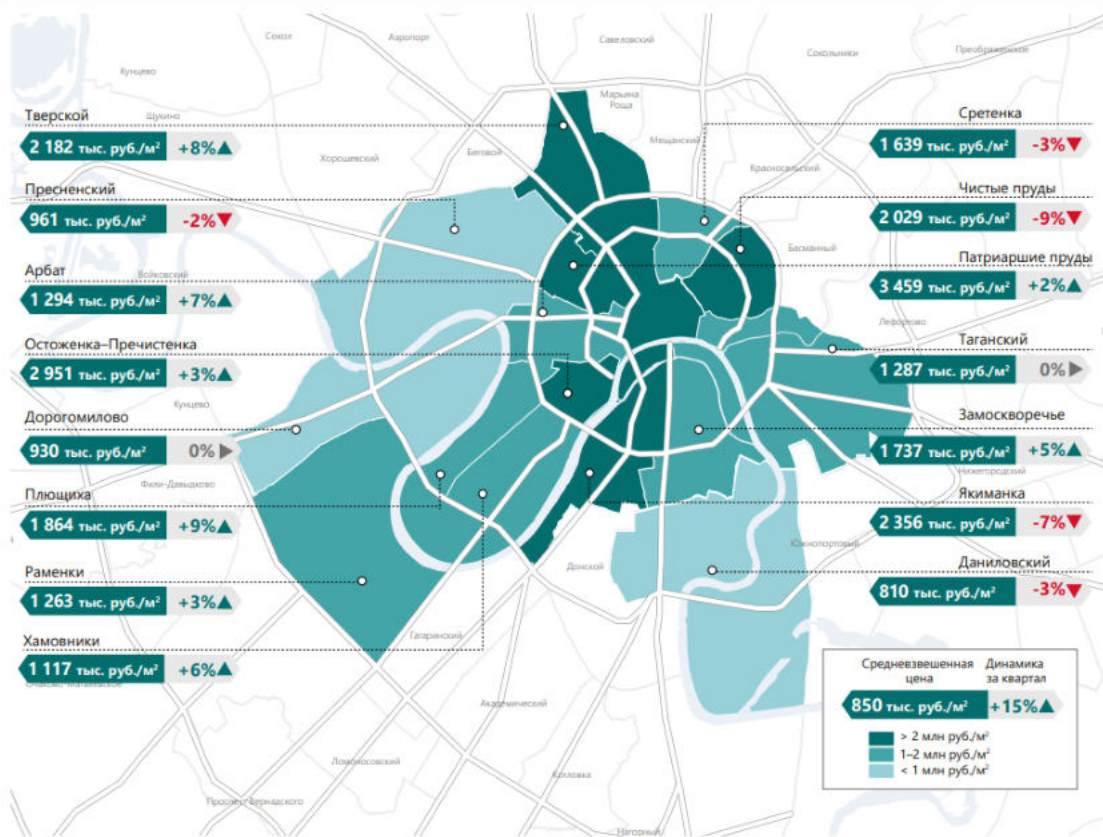 Сокол
Аэропорт
Савеловский
Сокольники
Преображенское
Кунцево
Марьина
Роща
Тверской
Щукино
2 182 тыс. руб./м² +8%
Хорошевский
Беговой
Мещанский
Красносельский
Сретенка
1 639 тыс. руб./м² -3%
Пресненский
961 тыс. руб./м² -2%
Чистые пруды
2 029 тыс. руб./м² -9%
Басманный
Арбат
Войковский
1 294 тыс. руб./м² +7%
Патриаршие пруды
3 459 тыс. руб./м² +2%
Лефортово
Остоженка–Пречистенка
2 951 тыс. руб./м² +3%
Таганский
1 287 тыс. руб./м² 0%
Кунцево
Дорогомилово
930 тыс. руб./м² 0%
Замоскворечье
1 737 тыс. руб./м² +5%
Нижегородский
Фили-Давыдково
Плющиха
1 864 тыс. руб./м² +9%
Якиманка
2 356 тыс. руб./м² -7%
Южнопортовый
Донской
Раменки
1 263 тыс. руб./м² +3%
Даниловский
810 тыс. руб./м² -3%
Гагаринский
Хамовники
1 117 тыс. руб./м² +6%
Очаково-Матвеевское
Академический
Ломоносовский
Котловка
Проспект Вернадского
Нагорный
Средневзвешенная
цена
Динамика
за квартал
850 тыс. руб./м² +15%
> 2 млн руб./м²
1–2 млн руб./м²
< 1 млн руб./м²